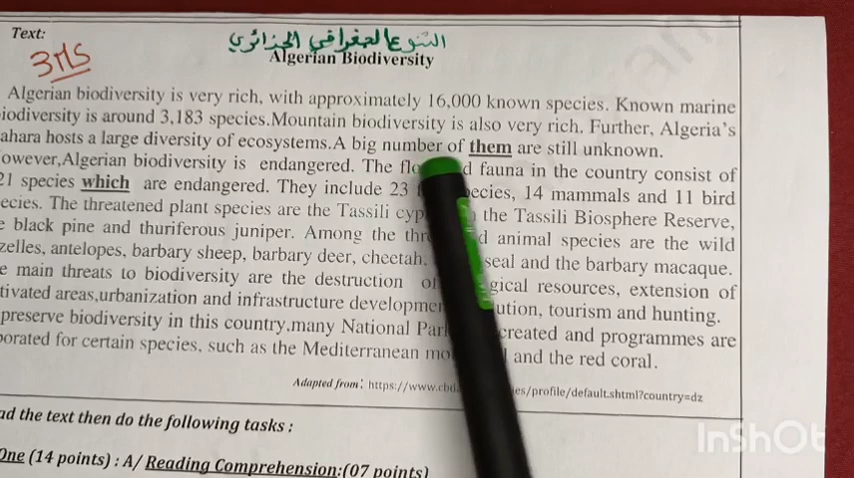 Text:
التنوع الجغرافي الجزائري
3MS
Algerian Biodiversity
Algerian biodiversity is very rich, with approximately 16,000 known species. Known marine
iodiversity is around 3,183 species.Mountain biodiversity is also very rich. Further, Algeria's
ahara hosts a large diversity of ecosystems.A big number of them are still unknown.
owever,Algerian biodiversity is endangered. The flo d fauna in the country consist of
21 species which are endangered. They include 23 ecies, 14 mammals and 11 bird
ecies. The threatened plant species are the Tassili cyp the Tassili Biosphere Reserve,
e black pine and thuriferous juniper. Among the thre d animal species are the wild
zelles, antelopes, barbary sheep, barbary deer, cheetah. seal and the barbary macaque.
e main threats to biodiversity are the destruction of gical resources, extension of
tivated areas,urbanization and infrastructure developmen ution, tourism and hunting.
preserve biodiversity in this country.many National Par created and programmes are
borated for certain species, such as the Mediterranean mo and the red coral.
Adapted from: https://www.cbd. es/profile/default.shtml?country=dz
ad the text then do the following tasks :
One (14 points) : A/ Reading Comprehension:(07 points)
InShOt